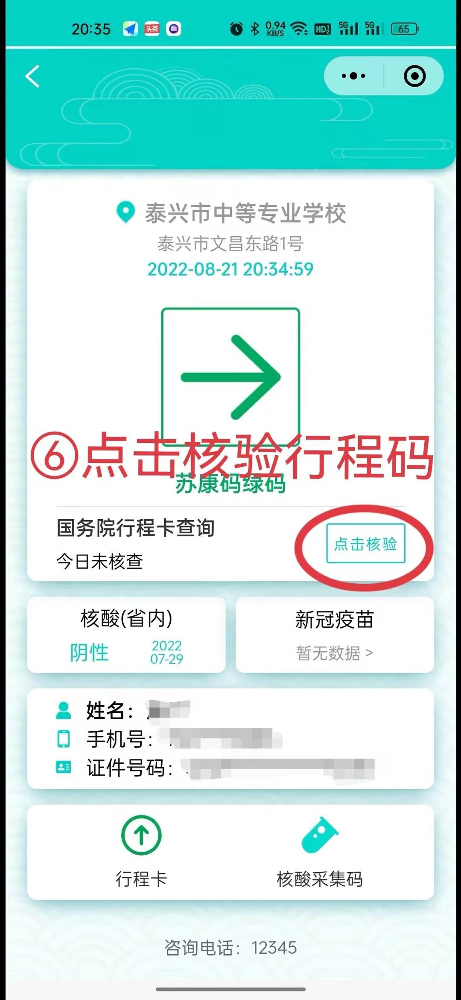 20:35 头条 0.94 KB/S HD 1 2 5G 5G 65
泰兴市中等专业学校
泰兴市文昌东路1号
2022-08-21 20:34:59
⑥点击核验行程码
苏康码绿码
国务院行程卡查询
点击核验
今日未核查
核酸(省内)
阴性
2022
07-29
新冠疫苗
暂无数据 >
姓名：
手机号：
证件号码：
行程卡
核酸采集码
咨询电话：12345